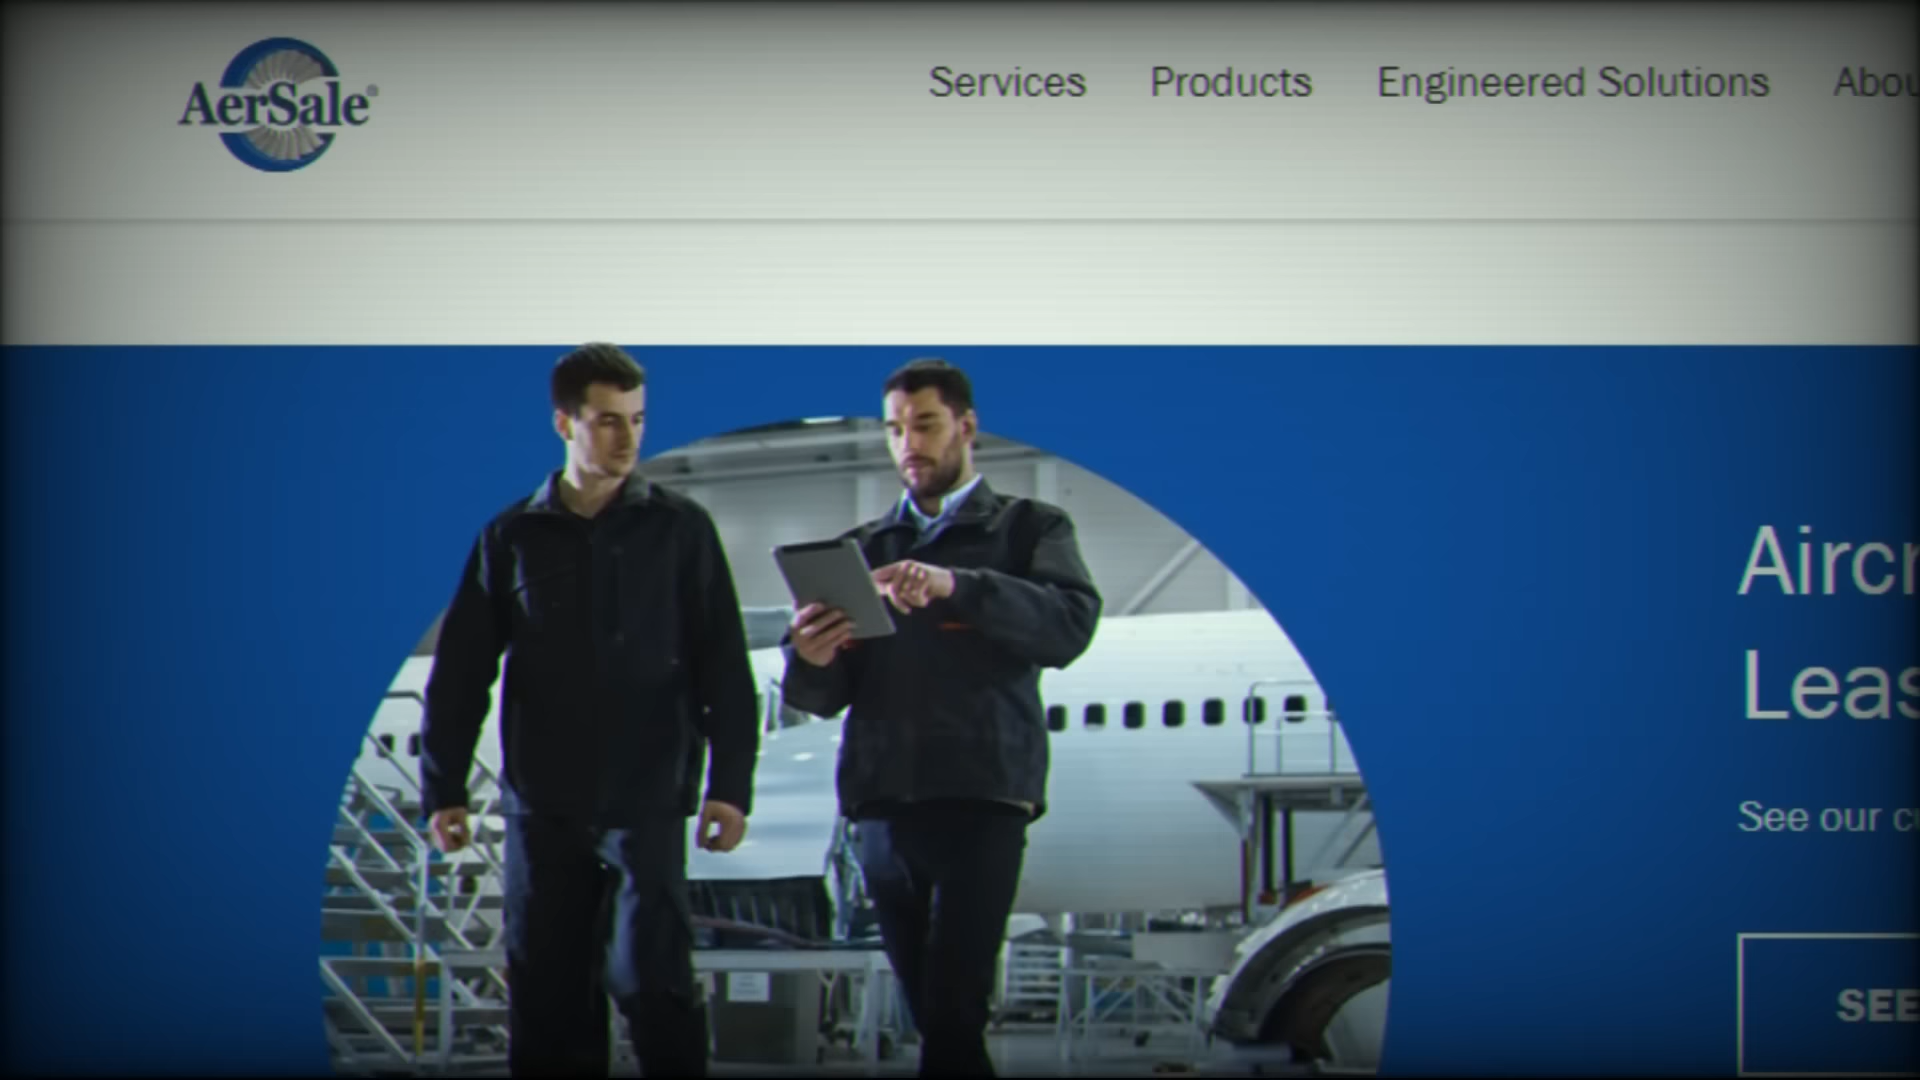 AerSale®
Services Products Engineered Solutions Abou
Aircr
Leas
See our c
SEE